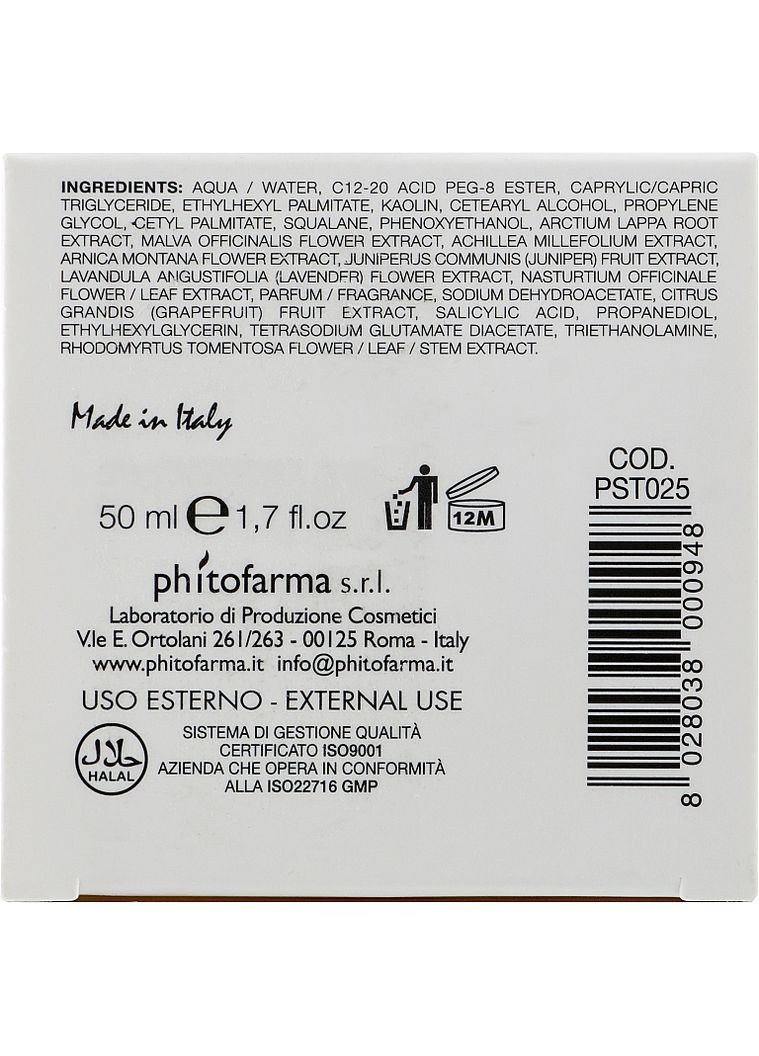 INGREDIENTS: AQUA / WATER, C12-20 ACID PEG-8 ESTER, CAPRYLIC/CAPRIC
TRIGLYCERIDE, ETHYLHEXYL PALMITATE, KAOLIN, CETEARYL ALCOHOL, PROPYLENE
GLYCOL, CETYL PALMITATE, SQUALANE, PHENOXYETHANOL, ARCTIUM LAPPA ROOT
EXTRACT, MALVA OFFICINALIS FLOWER EXTRACT, ACHILLEA MILLEFOLIUM EXTRACT,
ARNICA MONTANA FLOWER EXTRACT, JUNIPERUS COMMUNIS (JUNIPER) FRUIT EXTRACT,
LAVANDULA ANGUSTIFOLIA (LAVENDER) FLOWER EXTRACT, NASTURTIUM OFFICINALE
FLOWER / LEAF EXTRACT, PARFUM / FRAGRANCE, SODIUM DEHYDROACETATE, CITRUS
GRANDIS (GRAPEFRUIT) FRUIT EXTRACT, SALICYLIC ACID, PROPANEDIOL,
ETHYLHEXYLGLYCERIN, TETRASODIUM GLUTAMATE DIACETATE, TRIETHANOLAMINE,
RHODOMYRTUS TOMENTOSA FLOWER / LEAF / STEM EXTRACT.
Made in Italy
50 ml e 1,7 fl.oz
12M
phitofarma s.r.l.
Laboratorio di Produzione Cosmetici
V.le E. Ortolani 261/263 - 00125 Roma - Italy
www.phitofarma.it info@phitofarma.it
USO ESTERNO - EXTERNAL USE
حلال
HALAL
SISTEMA DI GESTIONE QUALITÀ
CERTIFICATO ISO9001
AZIENDA CHE OPERA IN CONFORMITÀ
ALLA ISO22716 GMP
COD.
PST025
8 028038 000948